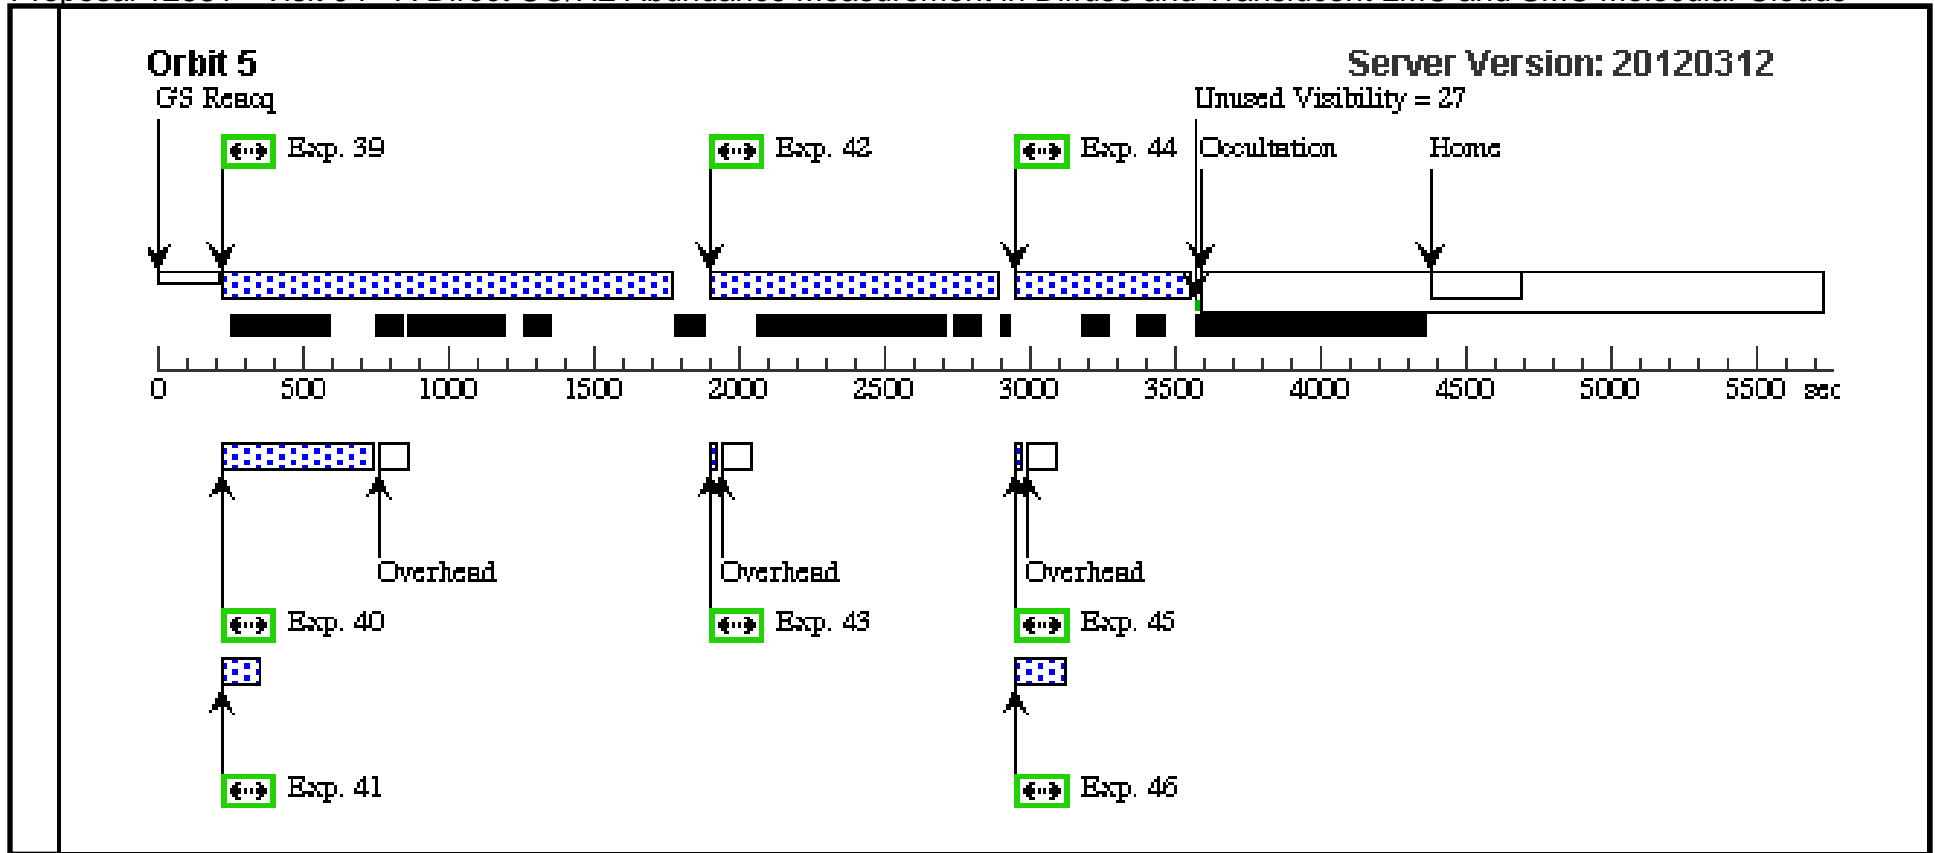 Orbit 5
Server Version: 20120312
GS Reacq
Unused Visibility = 27
Exp. 39
Exp. 42
Exp. 44
Occultation
Home
0 500 1000 1500 2000 2500 3000 3500 4000 4500 5000 5500 sec
Overhead
Overhead
Overhead
Exp. 40
Exp. 43
Exp. 45
Exp. 41
Exp. 46